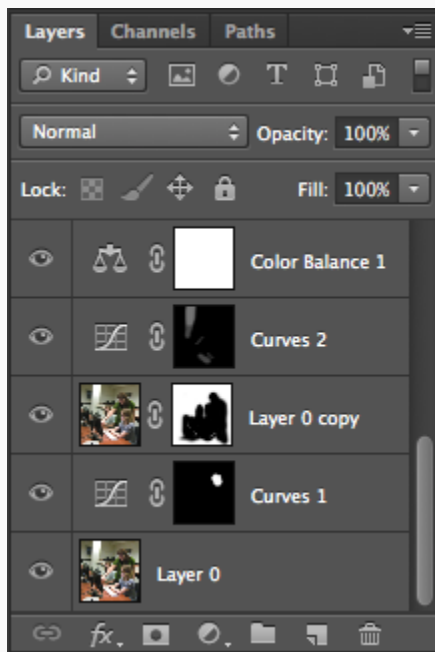 Layers Channels Paths
Kind T
Normal Opacity: 100%
Lock: Fill: 100%
Color Balance 1
Curves 2
Layer 0 copy
Curves 1
Layer 0
fx.